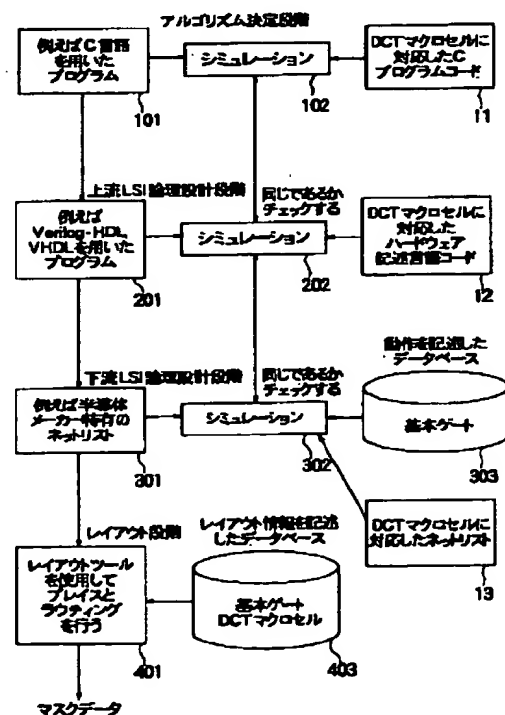 アルゴリズム決定段階
例えばC言語
を用いた
プログラム
101
シミュレーション
102
DCTマクロセルに
対応したC
プログラムコード
11
上流LSI論理設計段階
同じであるか
チェックする
例えば
Verilog-HDL,
VHDLを用いた
プログラム
201
シミュレーション
202
DCTマクロセルに
対応した
ハードウェア
記述言語コード
12
下流LSI論理設計段階
同じであるか
チェックする
動作を記述した
データベース
例えば半導体
メーカー特有の
ネットリスト
301
シミュレーション
302
基本ゲート
303
レイアウト段階
レイアウト情報を記述
したデータベース
DCTマクロセルに
対応したネットリスト
13
レイアウトツール
を使用して
プレイスと
ラウティング
を行う
401
基本ゲート
DCTマクロセル
403
マスクデータ